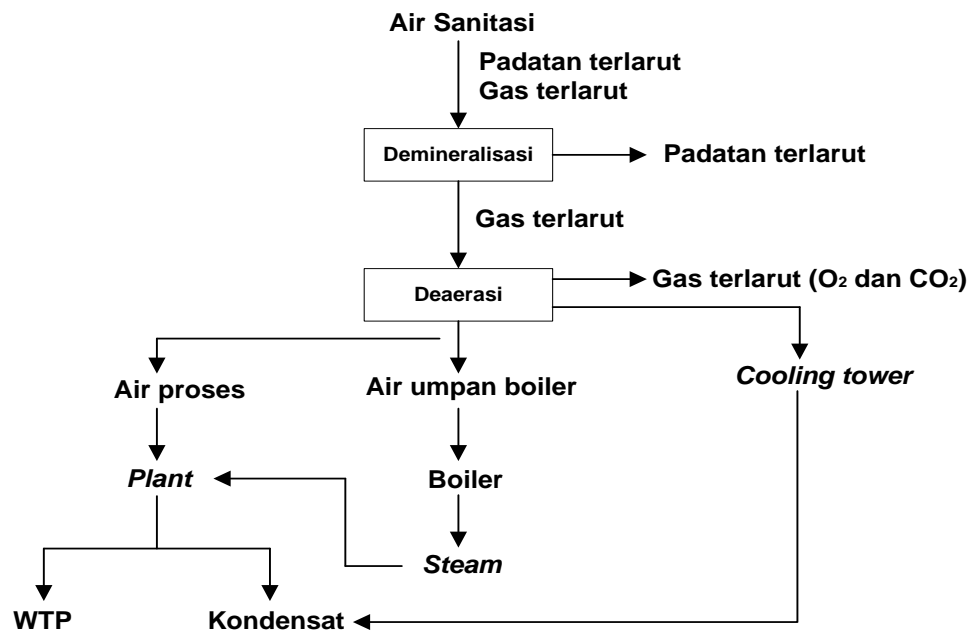 Air Sanitasi
Padatan terlarut
Gas terlarut
Demineralisasi
Padatan terlarut
Gas terlarut
Deaerasi
Gas terlarut (O₂ dan CO₂)
Air proses
Air umpan boiler
Cooling tower
Plant
Boiler
Steam
WTP
Kondensat